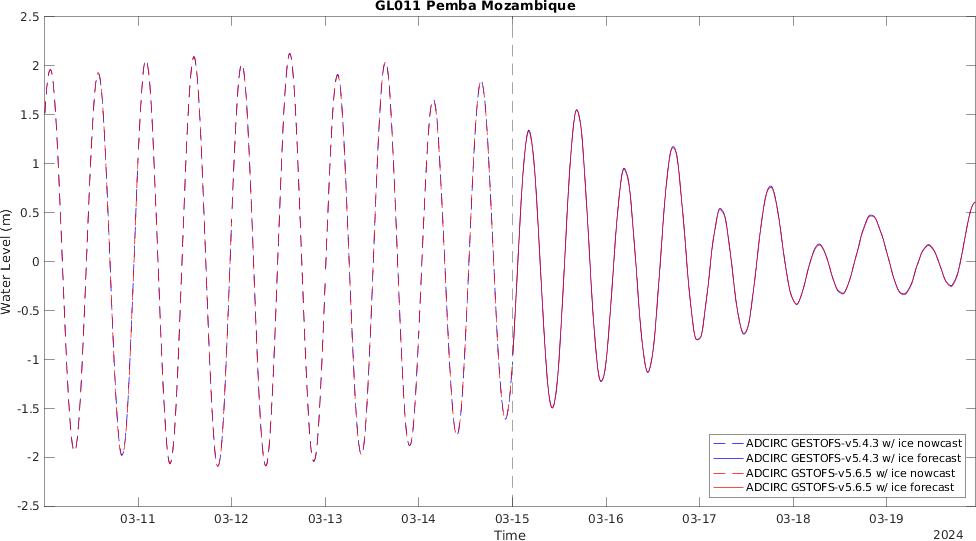 GL011 Pemba Mozambique
2.5
2
1.5
1
0.5
0
-0.5
-1
-1.5
-2
-2.5
Water Level (m)
ADCIRC GESTOFS-v5.4.3 w/ ice nowcast
ADCIRC GESTOFS-v5.4.3 w/ ice forecast
ADCIRC GSTOFS-v5.6.5 w/ ice nowcast
ADCIRC GSTOFS-v5.6.5 w/ ice forecast
03-11 03-12 03-13 03-14 03-15 03-16 03-17 03-18 03-19
Time
2024